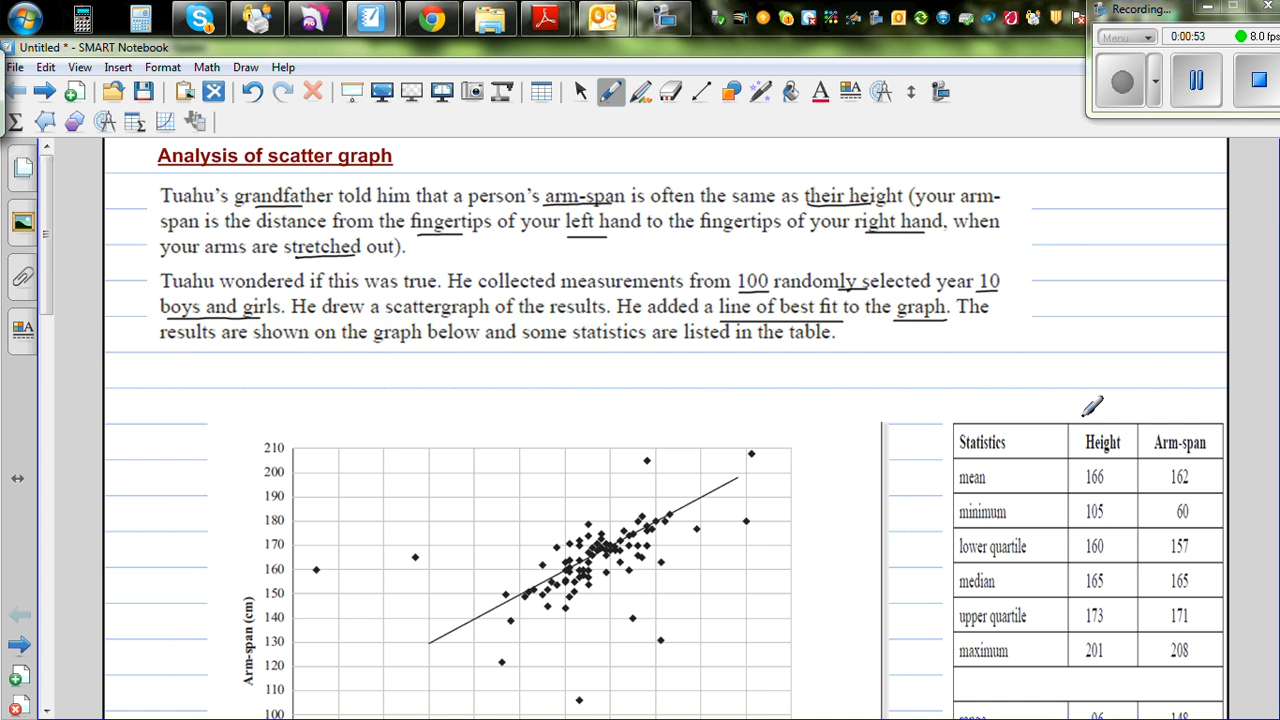 Recording...
Untitled * - SMART Notebook
Menu
0:00:53
8.0 fps
File Edit View Insert Format Math Draw Help
Analysis of scatter graph
Tuahu's grandfather told him that a person's arm-span is often the same as their height (your arm-
span is the distance from the fingertips of your left hand to the fingertips of your right hand, when
your arms are stretched out).
Tuahu wondered if this was true. He collected measurements from 100 randomly selected year 10
boys and girls. He drew a scattergraph of the results. He added a line of best fit to the graph. The
results are shown on the graph below and some statistics are listed in the table.
210
200
190
180
170
160
150
140
130
120
110
100
Arm-span (cm)
Statistics Height Arm-span
mean 166 162
minimum 105 60
lower quartile 160 157
median 165 165
upper quartile 173 171
maximum 201 208
range 96 148